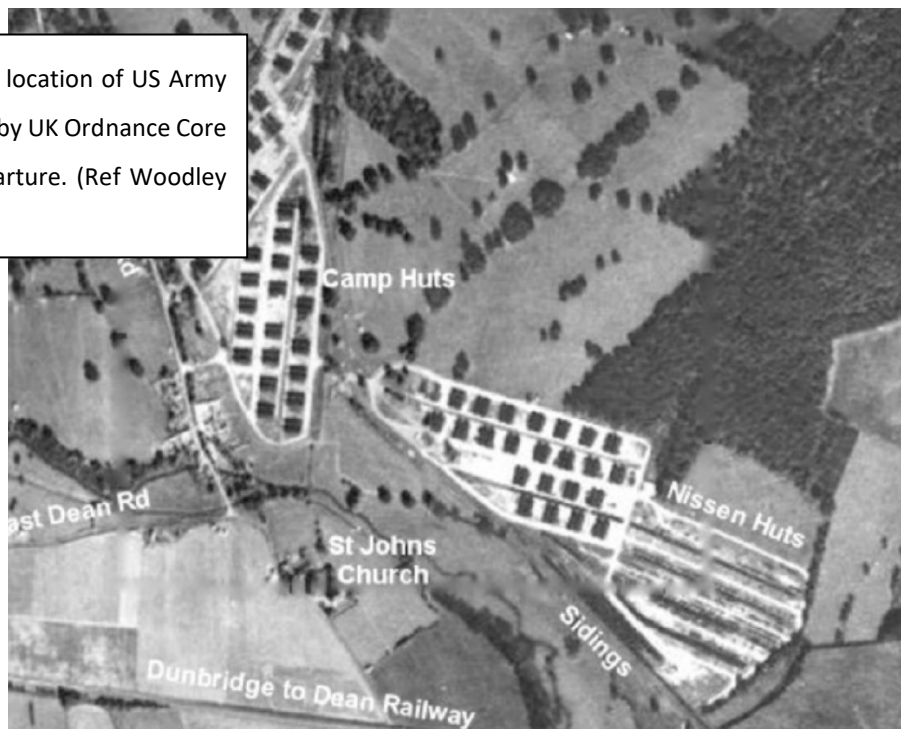 location of US Army
by UK Ordnance Core
arture. (Ref Woodley
Camp Huts
Nissen Huts
ast Dean Rd
St Johns
Church
Sidings
Dunbridge to Dean Railway